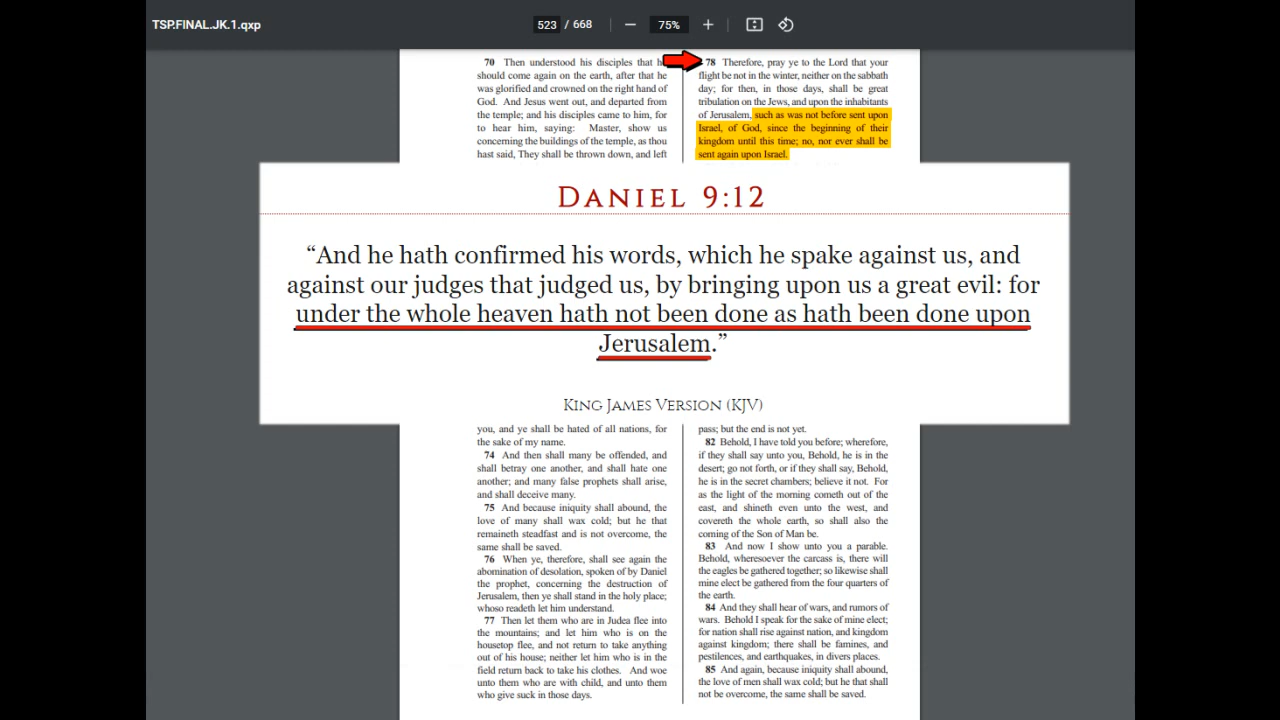 TSP.FINAL.JK.1.qxp
523 / 668
75%
70 Then understood his disciples that he
should come again on the earth, after that he
was glorified and crowned on the right hand of
God. And Jesus went out, and departed from
the temple; and his disciples came to him, for
to hear him, saying: Master, show us
concerning the buildings of the temple, as thou
hast said, They shall be thrown down, and left
78 Therefore, pray ye to the Lord that your
flight be not in the winter, neither on the sabbath
day; for then, in those days, shall be great
tribulation on the Jews, and upon the inhabitants
of Jerusalem, such as was not before sent upon
Israel, of God, since the beginning of their
kingdom until this time; no, nor ever shall be
sent again upon Israel.
DANIEL 9:12
“And he hath confirmed his words, which he spake against us, and
against our judges that judged us, by bringing upon us a great evil: for
under the whole heaven hath not been done as hath been done upon
Jerusalem.”
KING JAMES VERSION (KJV)
you, and ye shall be hated of all nations, for
the sake of my name.
74 And then shall many be offended, and
shall betray one another, and shall hate one
another; and many false prophets shall arise,
and shall deceive many.
75 And because iniquity shall abound, the
love of many shall wax cold; but he that
remaineth steadfast and is not overcome, the
same shall be saved.
76 When ye, therefore, shall see again the
abomination of desolation, spoken of by Daniel
the prophet, concerning the destruction of
Jerusalem, then ye shall stand in the holy place;
whoso readeth let him understand.
77 Then let them who are in Judea flee into
the mountains; and let him who is on the
housetop flee, and not return to take anything
out of his house; neither let him who is in the
field return back to take his clothes. And woe
unto them who are with child, and unto them
who give suck in those days.
pass; but the end is not yet.
82 Behold, I have told you before; wherefore,
if they shall say unto you, Behold, he is in the
desert; go not forth, or if they shall say, Behold,
he is in the secret chambers; believe it not. For
as the light of the morning cometh out of the
east, and shineth even unto the west, and
covereth the whole earth, so shall also the
coming of the Son of Man be.
83 And now I show unto you a parable.
Behold, wheresoever the carcass is, there will
the eagles be gathered together; so likewise shall
mine elect be gathered from the four quarters of
the earth.
84 And they shall hear of wars, and rumors of
wars. Behold I speak for the sake of mine elect;
for nation shall rise against nation, and kingdom
against kingdom; there shall be famines, and
pestilences, and earthquakes, in divers places.
85 And again, because iniquity shall abound,
the love of men shall wax cold; but he that shall
not be overcome, the same shall be saved.